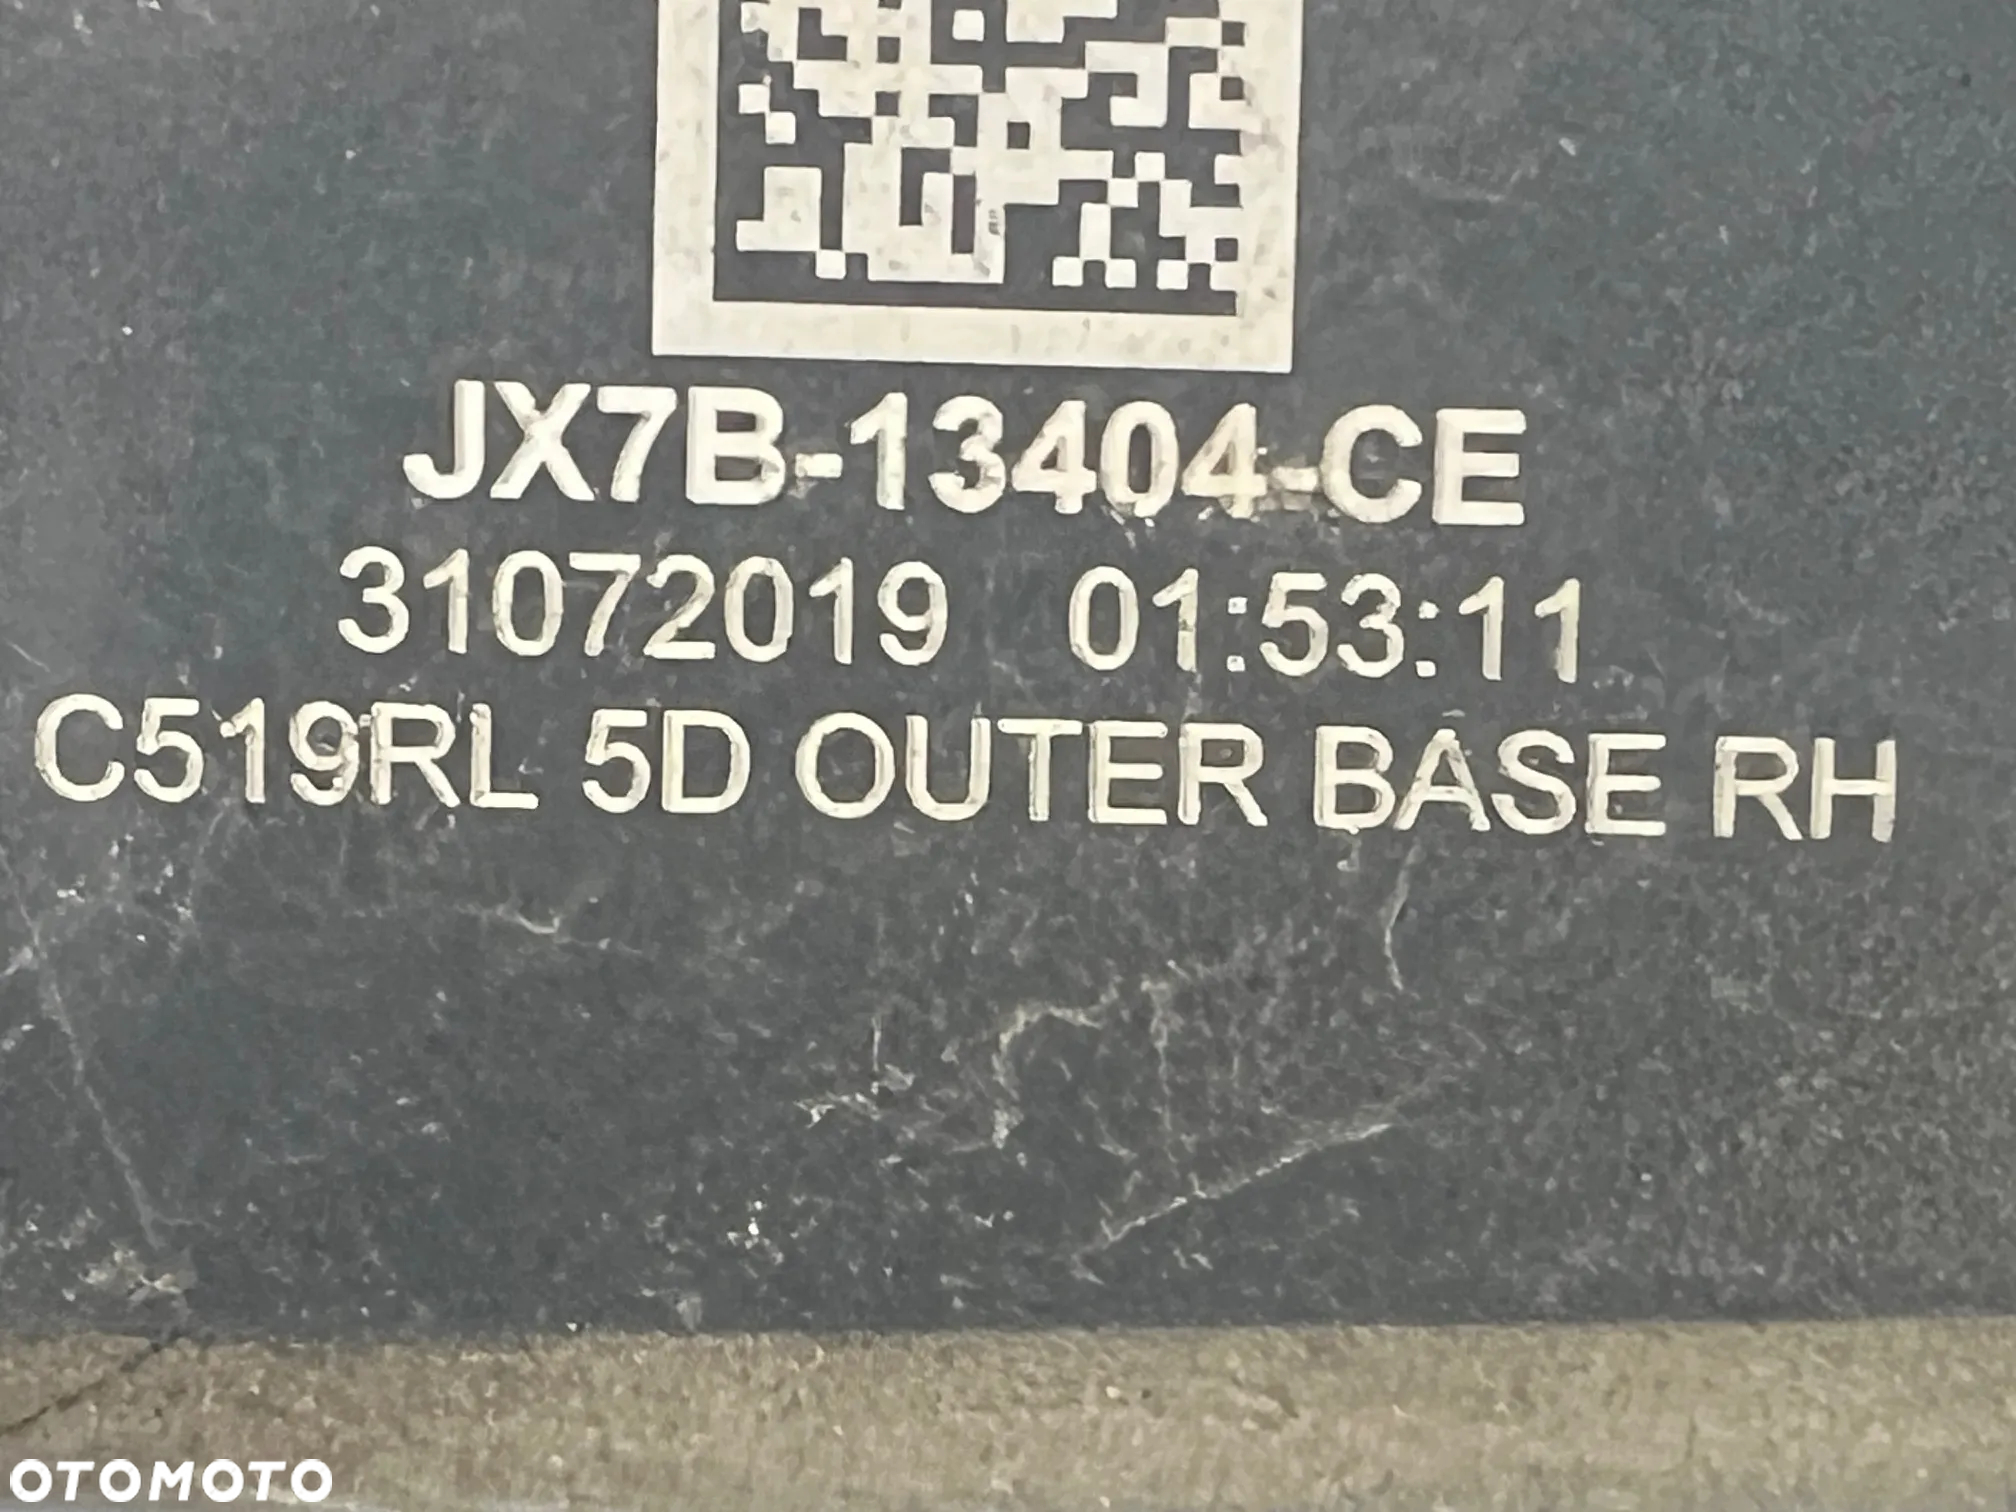 JX7B-13404-CE
31072019 01:53:11
C519RL 5D OUTER BASE RH
OTOMOTO